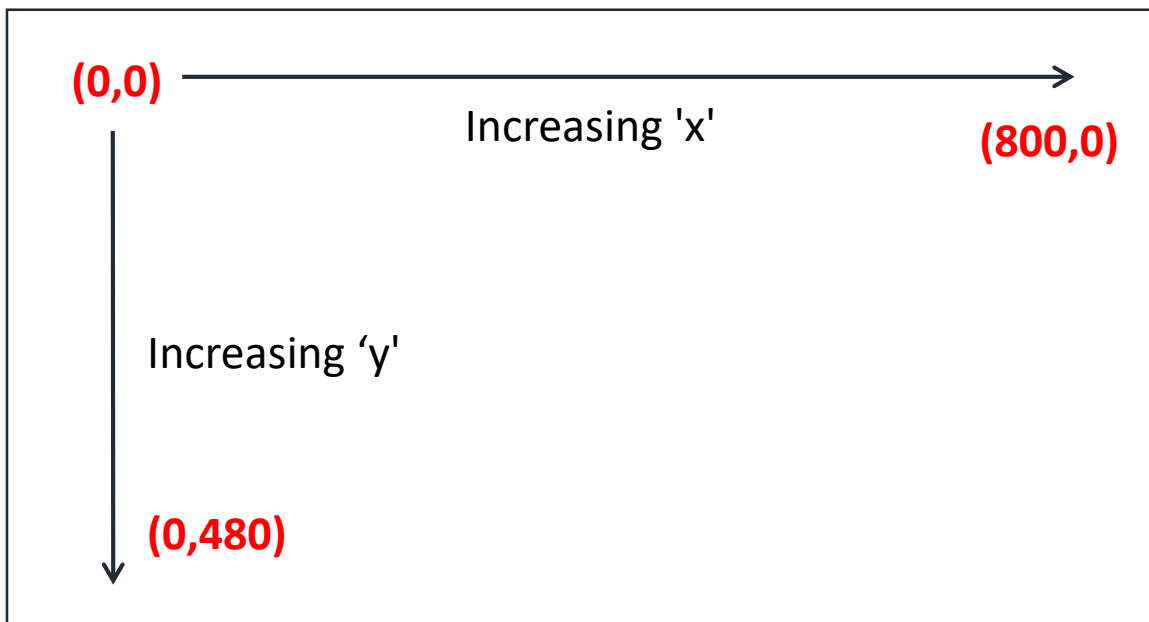 (0,0)
Increasing 'x'
(800,0)
Increasing ‘y'
(0,480)